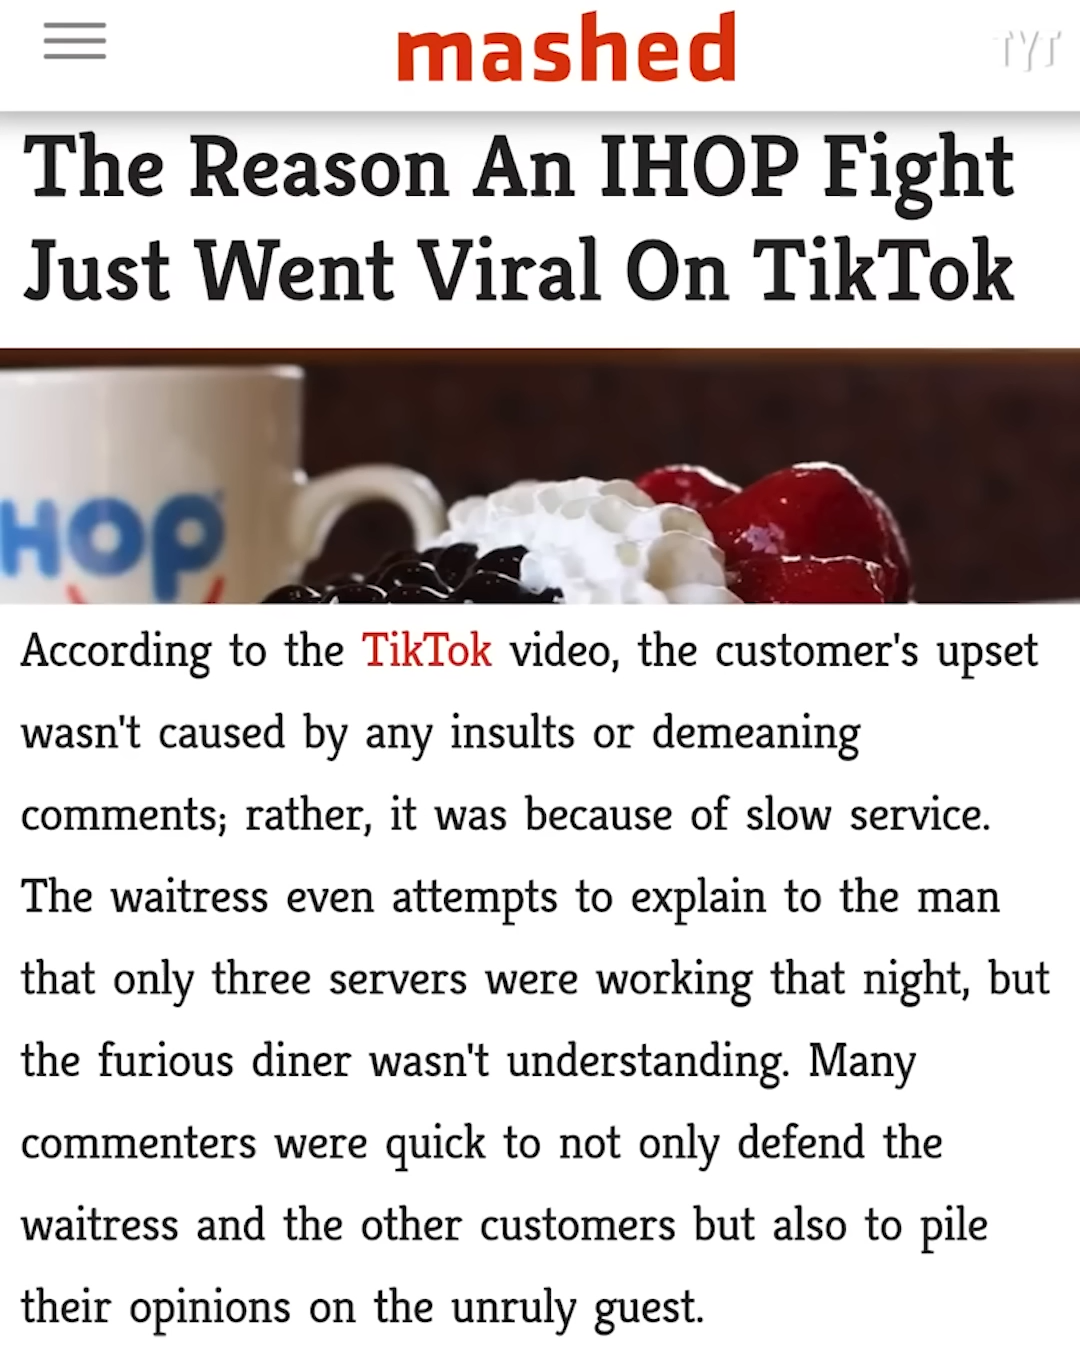 mashed
TYT
The Reason An IHOP Fight
Just Went Viral On TikTok
HOP
According to the TikTok video, the customer's upset
wasn't caused by any insults or demeaning
comments; rather, it was because of slow service.
The waitress even attempts to explain to the man
that only three servers were working that night, but
the furious diner wasn't understanding. Many
commenters were quick to not only defend the
waitress and the other customers but also to pile
their opinions on the unruly guest.